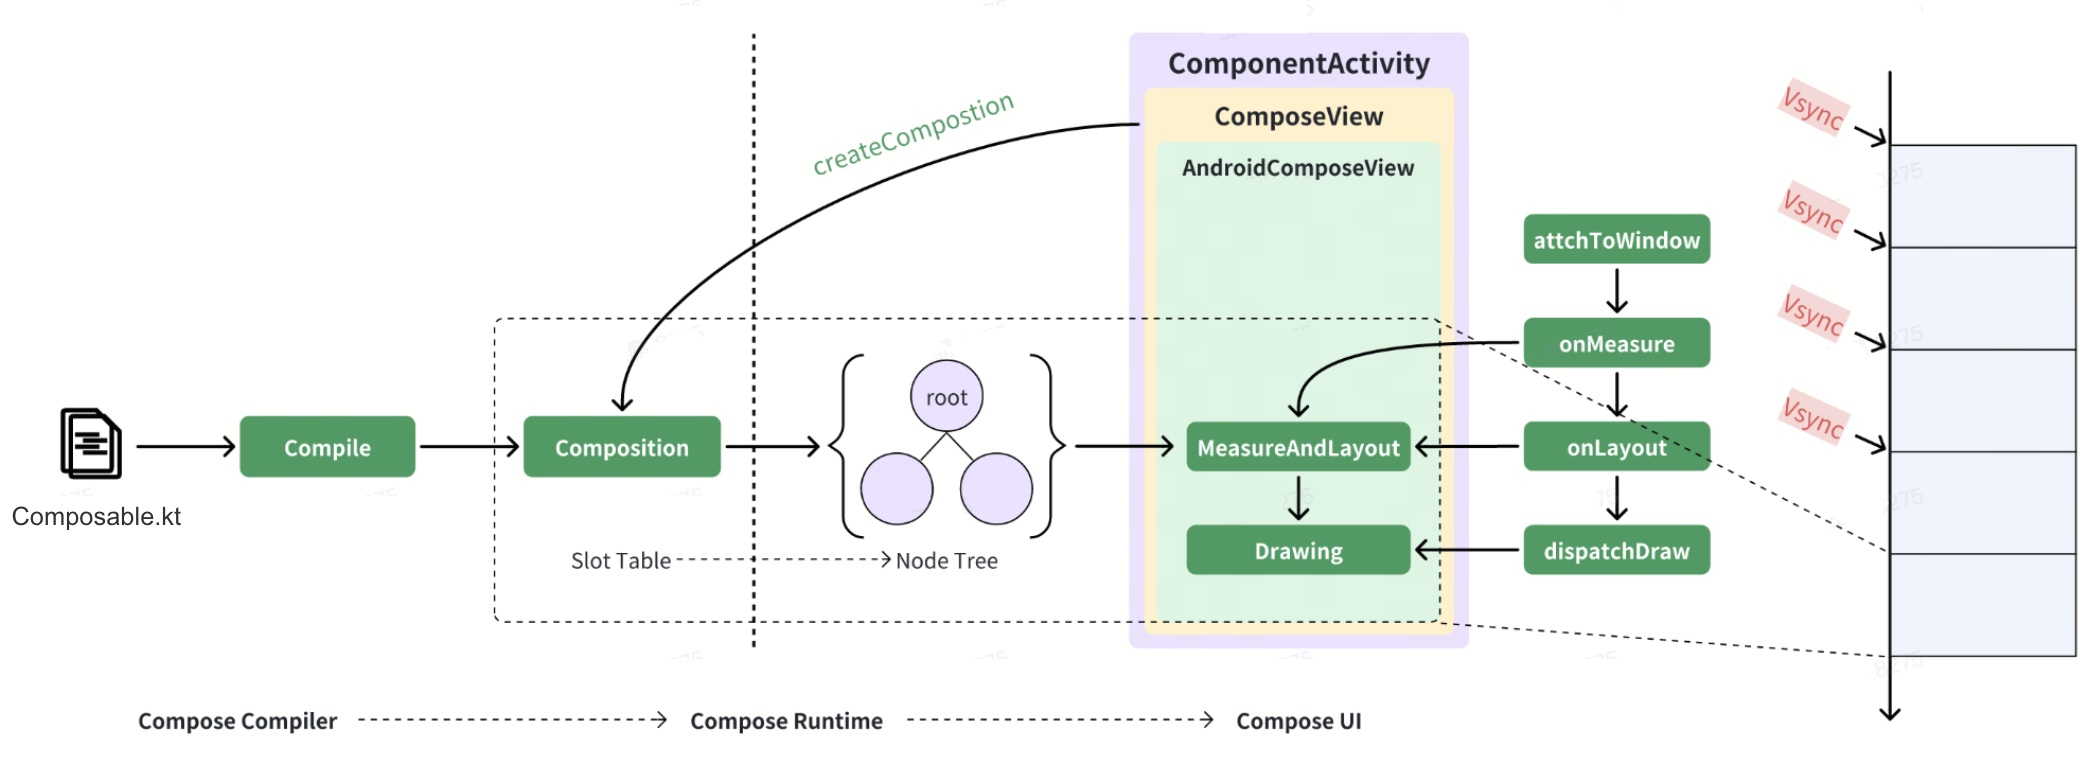 ComponentActivity
ComposeView
AndroidComposeView
createCompostion
Vsync
Vsync
Vsync
Vsync
attchToWindow
onMeasure
onLayout
dispatchDraw
root
Compile
Composition
MeasureAndLayout
Drawing
Composable.kt
Slot Table
Node Tree
Compose Compiler
Compose Runtime
Compose UI